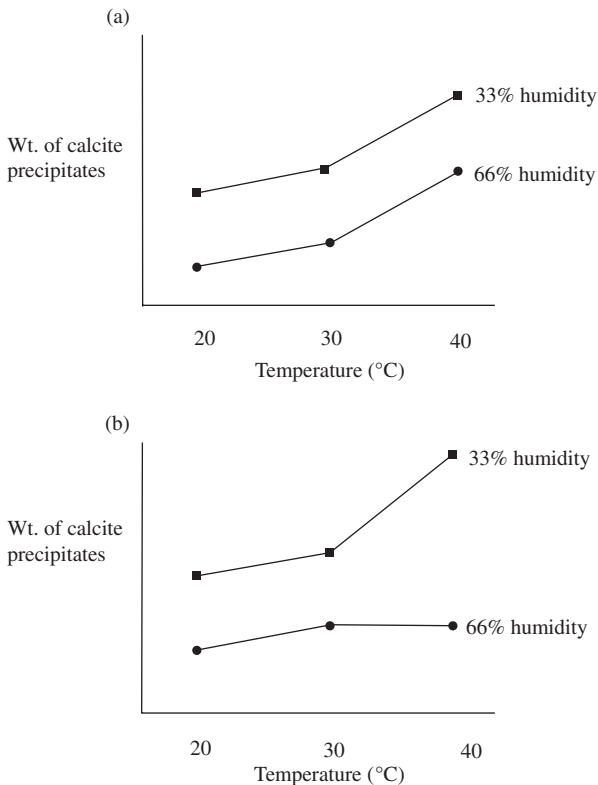 (a)
33% humidity
Wt. of calcite
precipitates
66% humidity
20 30 40
Temperature (°C)
(b)
33% humidity
Wt. of calcite
precipitates
66% humidity
20 30 40
Temperature (°C)